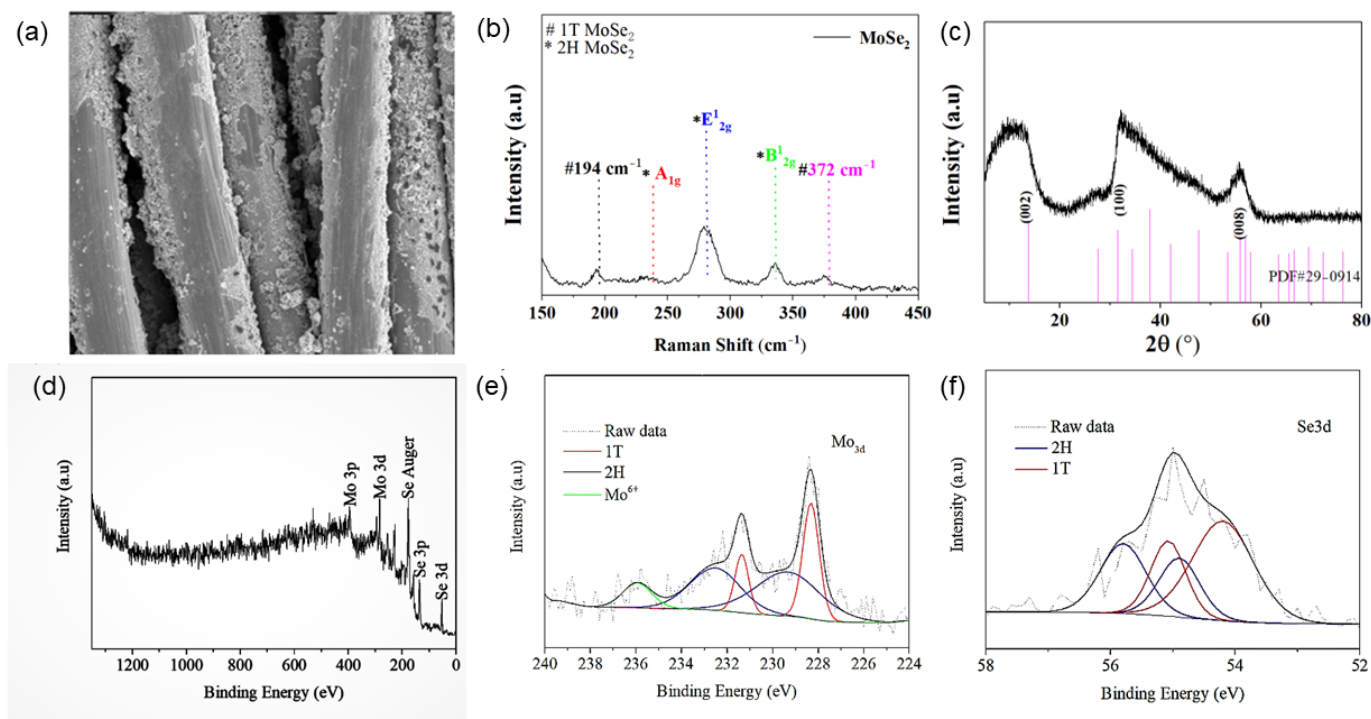 (a)
(b)
# 1T MoSe₂
* 2H MoSe₂
MoSe₂
#194 cm⁻¹
* A₁g
*E¹₂g
*B¹₂g
#372 cm⁻¹
Intensity (a.u)
150 200 250 300 350 400 450
Raman Shift (cm⁻¹)
(c)
Intensity (a.u)
(002)
(100)
(008)
PDF#29-0914
20 40 60 80
2θ (°)
(d)
Intensity (a.u)
Mo 3p
Mo 3d
Se Auger
Se 3p
Se 3d
1200 1000 800 600 400 200 0
Binding Energy (eV)
(e)
Raw data
1T
2H
Mo⁶⁺
Mo₃d
Intensity (a.u)
240 238 236 234 232 230 228 226 224
Binding Energy (eV)
(f)
Raw data
2H
1T
Se3d
Intensity (a.u)
58 56 54 52
Binding Energy (eV)